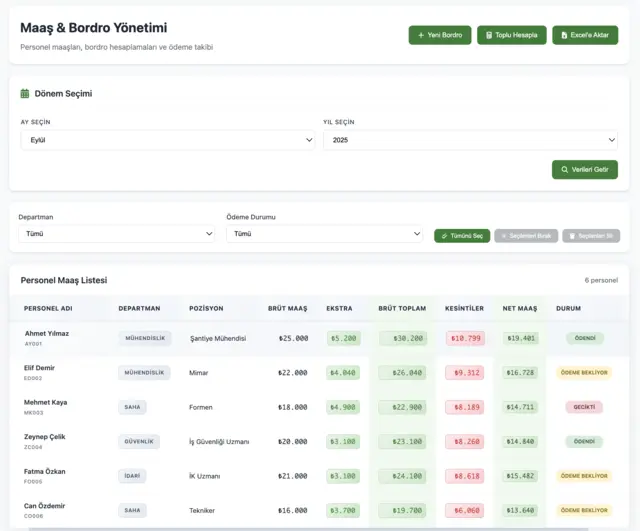 Maaş & Bordro Yönetimi
Personel maaşları, bordro hesaplamaları ve ödeme takibi
+ Yeni Bordro
Toplu Hesapla
Excel'e Aktar
Dönem Seçimi
AY SEÇİN
YIL SEÇİN
Eylül
2025
Verileri Getir
Departman
Ödeme Durumu
Tümü
Tümü
Tümünü Seç
Seçilenleri Bırak
Seçilenleri Sil
Personel Maaş Listesi
6 personel
PERSONEL ADI DEPARTMAN POZİSYON BRÜT MAAŞ EKSTRA BRÜT TOPLAM KESİNTİLER NET MAAŞ DURUM
Ahmet Yılmaz MÜHENDİSLİK Şantiye Mühendisi ₺25.000 ₺5.200 ₺30.200 ₺10.799 ₺19.401 ÖDENDİ
AY001
Elif Demir MÜHENDİSLİK Mimar ₺22.000 ₺4.040 ₺26.040 ₺9.312 ₺16.728 ÖDEME BEKLİYOR
ED002
Mehmet Kaya SAHA Formen ₺18.000 ₺4.900 ₺22.900 ₺8.189 ₺14.711 GECİKTİ
MK003
Zeynep Çelik GÜVENLİK İş Güvenliği Uzmanı ₺20.000 ₺3.100 ₺23.100 ₺8.260 ₺14.840 ÖDENDİ
ZC004
Fatma Özkan İDARİ İK Uzmanı ₺21.000 ₺3.100 ₺24.100 ₺8.618 ₺15.482 ÖDEME BEKLİYOR
FO005
Can Özdemir SAHA Tekniker ₺16.000 ₺3.700 ₺19.700 ₺6.060 ₺13.640 ÖDEME BEKLİYOR
CO006